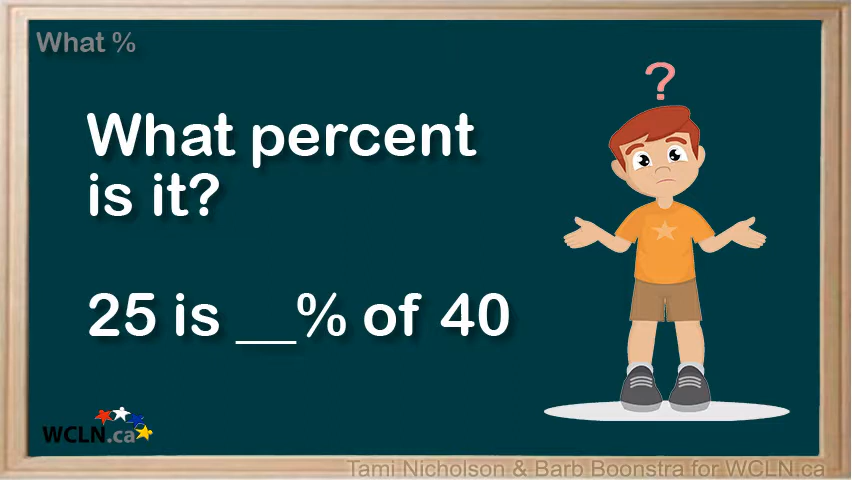 What %
?
What percent
is it?
25 is __% of 40
WCLN.ca
Tami Nicholson & Barb Boonstra for WCLN.ca